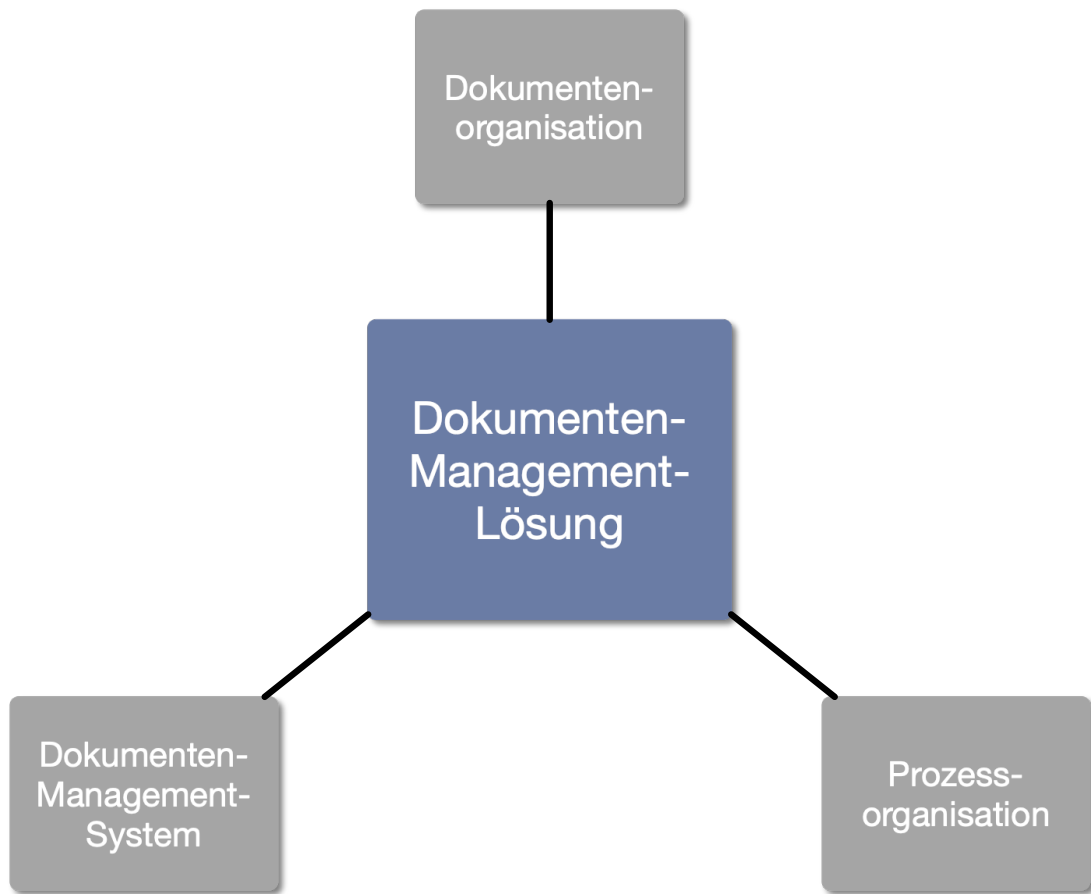 Dokumenten-
organisation
Dokumenten-
Management-
Lösung
Dokumenten-
Management-
System
Prozess-
organisation